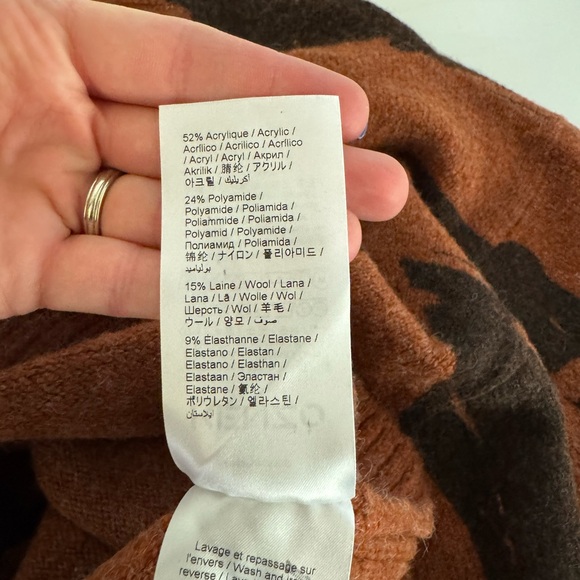 52% Acrylique / Acrylic /
Acrílico / Acrilico / Acrílico
/ Acryl / Acryl / Акрил /
Akrilik / 腈纶 / アクリル /
아크릴 / أكريليك
24% Polyamide /
Polyamide / Poliamida /
Poliammide / Poliamida /
Polyamid / Polyamide /
Полиамид / Poliamida /
锦纶 / ナイロン / 폴리아미드 /
بولياميد
15% Laine / Wool / Lana /
Lana / Lã / Wolle / Wol /
Шерсть / Wol / 羊毛 /
ウール / 양모 / صوف
9% Élasthanne / Elastane /
Elastano / Elastan /
Elastano / Elasthan /
Elastaan / Эластан /
Elastane / 氨纶 /
ポリウレタン / 엘라스틴 /
إيلاستان
Lavage et repassage sur
l'envers / Wash and
reverse /